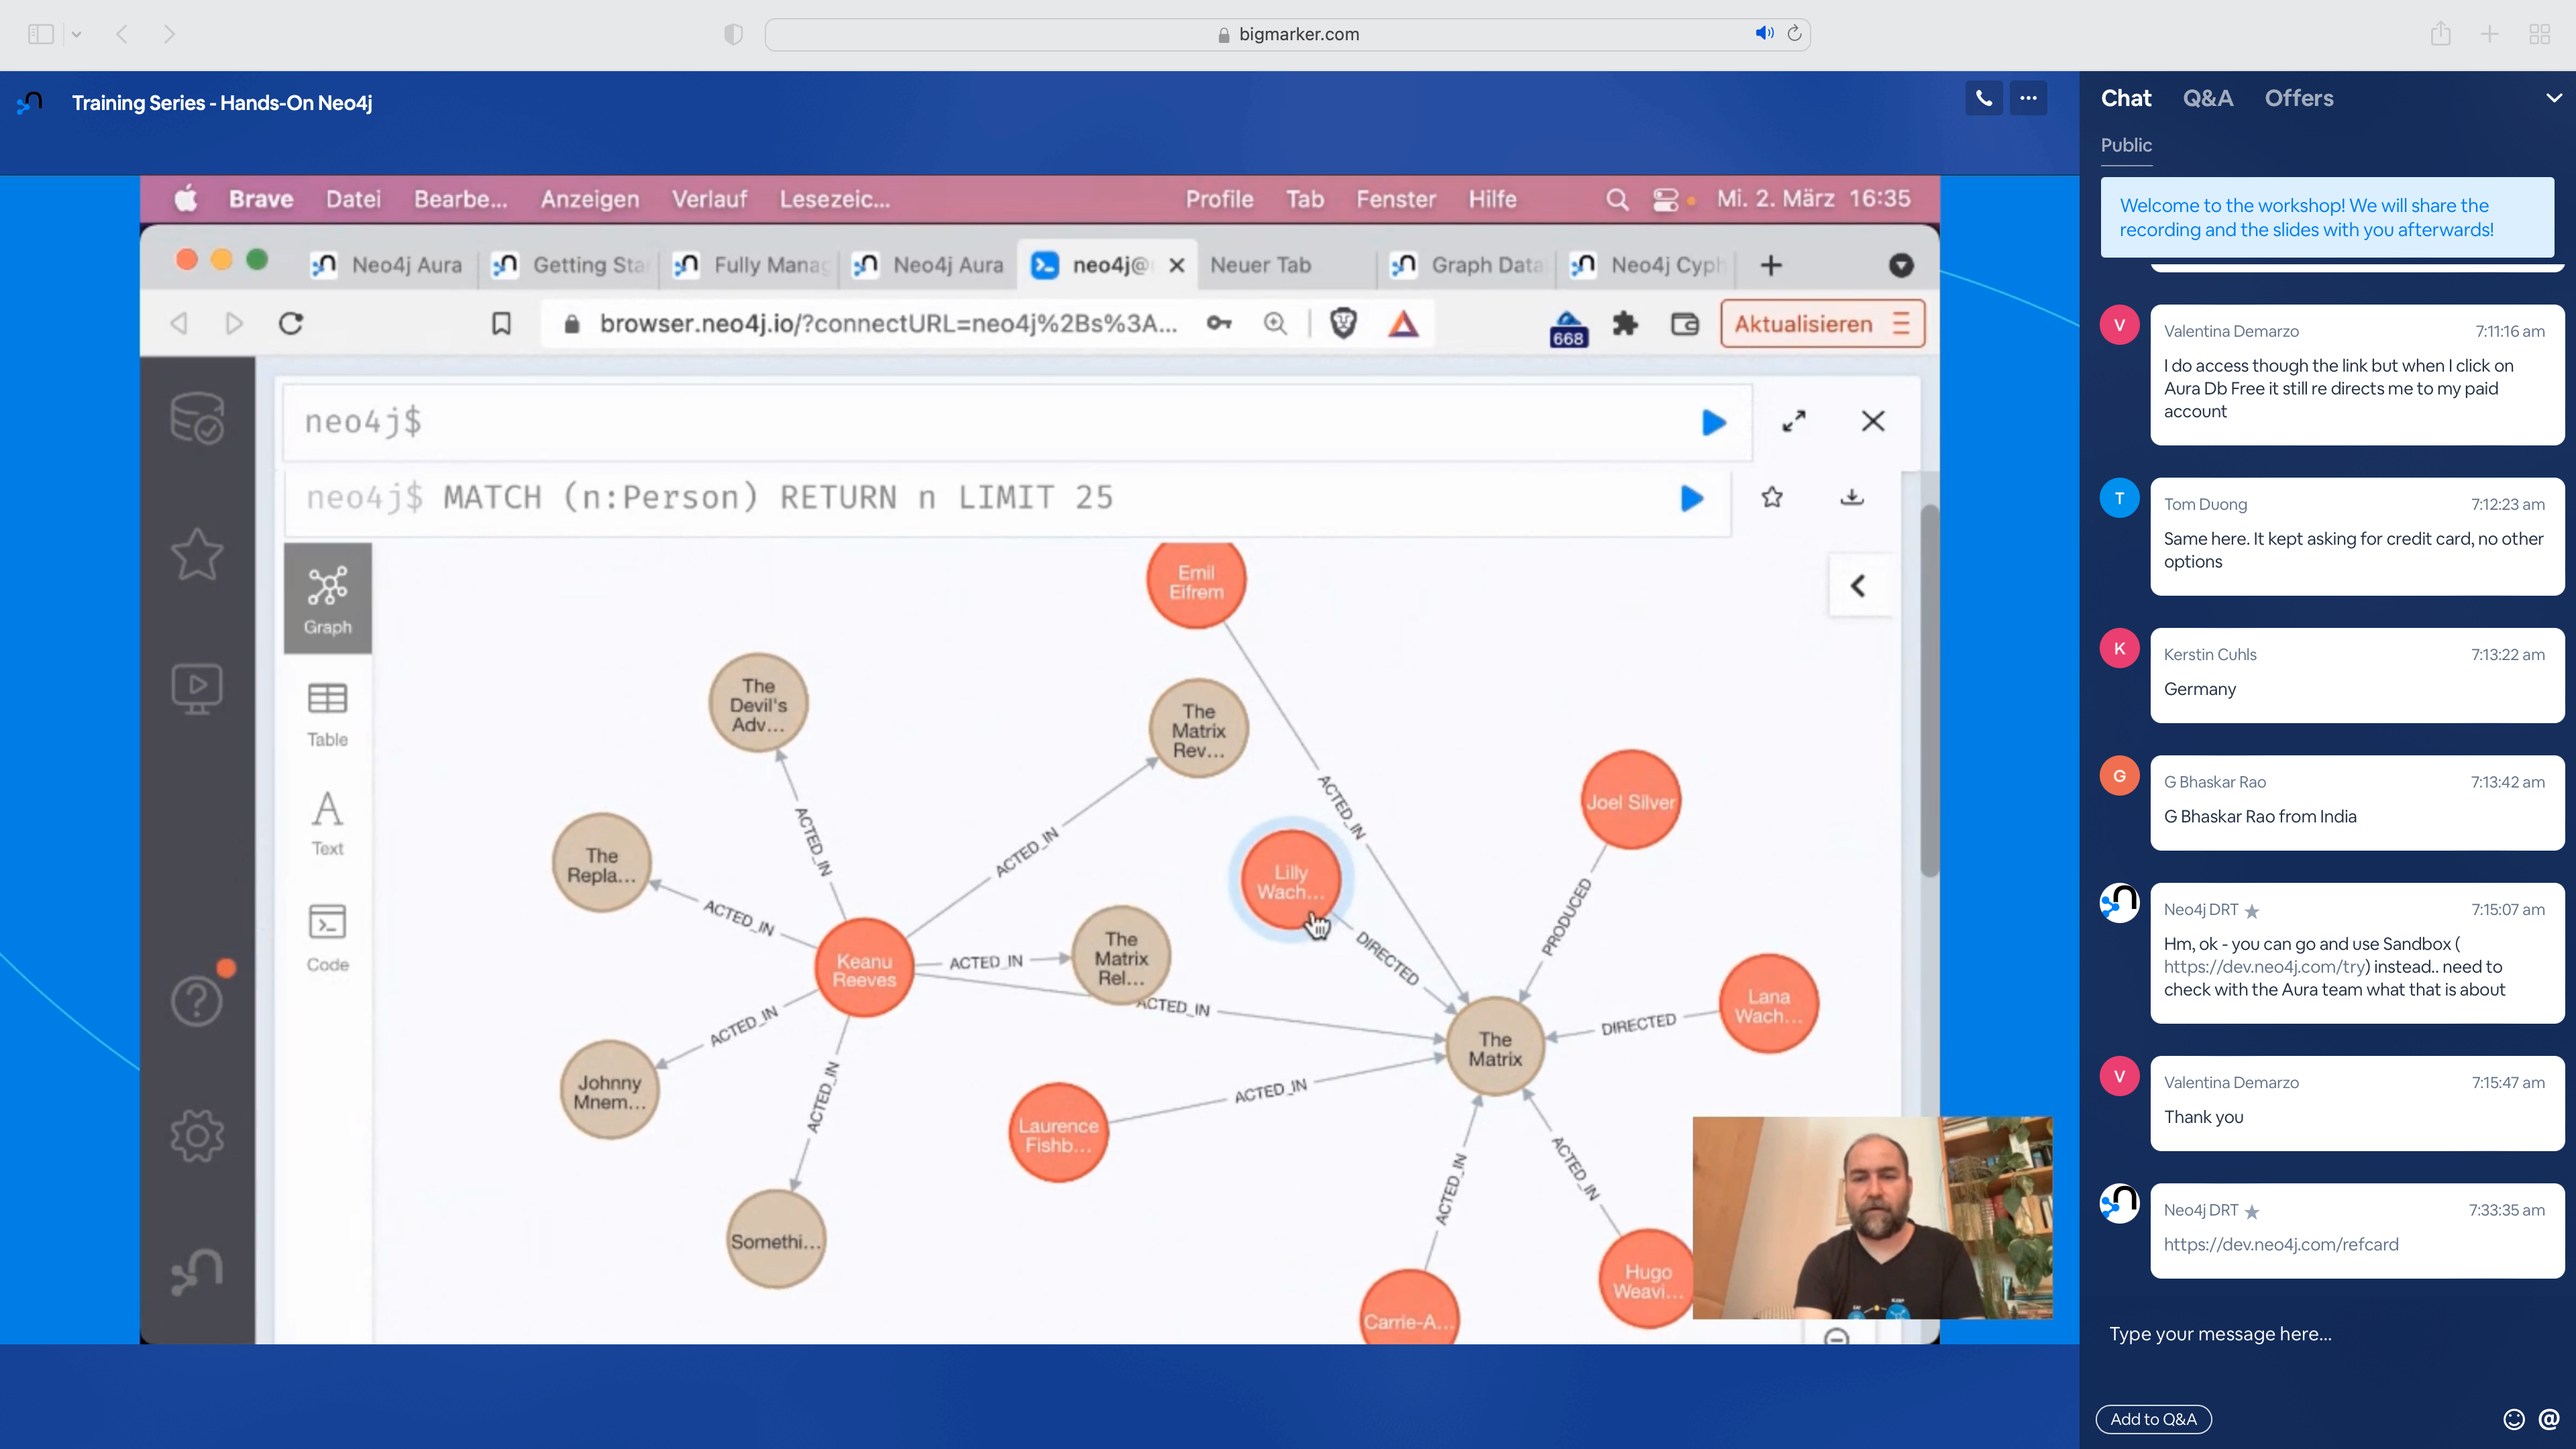 bigmarker.com
Training Series - Hands-On Neo4j
Brave Datei Bearbe... Anzeigen Verlauf Lesezeic... Profile Tab Fenster Hilfe Mi. 2. März 16:35
Neo4j Aura
Getting Sta
Fully Manag
Neo4j Aura
neo4j@
Neuer Tab
Graph Data
Neo4j Cyph
browser.neo4j.io/?connectURL=neo4j%2Bs%3A...
668
Aktualisieren
neo4j$
neo4j$ MATCH (n:Person) RETURN n LIMIT 25
Graph
Table
Text
Code
Emil
Eifrem
The
Devil's
Adv...
The
Matrix
Rev...
ACTED_IN
Joel Silver
ACTED_IN
ACTED_IN
The
Repla...
Lilly
Wach...
PRODUCED
ACTED_IN
DIRECTED
Keanu
Reeves
ACTED_IN
The
Matrix
Rel...
ACTED_IN
Lana
Wach...
DIRECTED
ACTED_IN
The
Matrix
Johnny
Mnem...
ACTED_IN
ACTED_IN
Laurence
Fishb...
ACTED_IN
ACTED_IN
Somethi...
Hugo
Weavi...
Carrie-A...
Chat Q&A Offers
Public
Welcome to the workshop! We will share the
recording and the slides with you afterwards!
V
Valentina Demarzo 7:11:16 am
I do access though the link but when I click on
Aura Db Free it still re directs me to my paid
account
T
Tom Duong 7:12:23 am
Same here. It kept asking for credit card, no other
options
K
Kerstin Cuhls 7:13:22 am
Germany
G
G Bhaskar Rao 7:13:42 am
G Bhaskar Rao from India
Neo4j DRT 7:15:07 am
Hm, ok - you can go and use Sandbox (
https://dev.neo4j.com/try) instead.. need to
check with the Aura team what that is about
V
Valentina Demarzo 7:15:47 am
Thank you
Neo4j DRT 7:33:35 am
https://dev.neo4j.com/refcard
Type your message here...
Add to Q&A